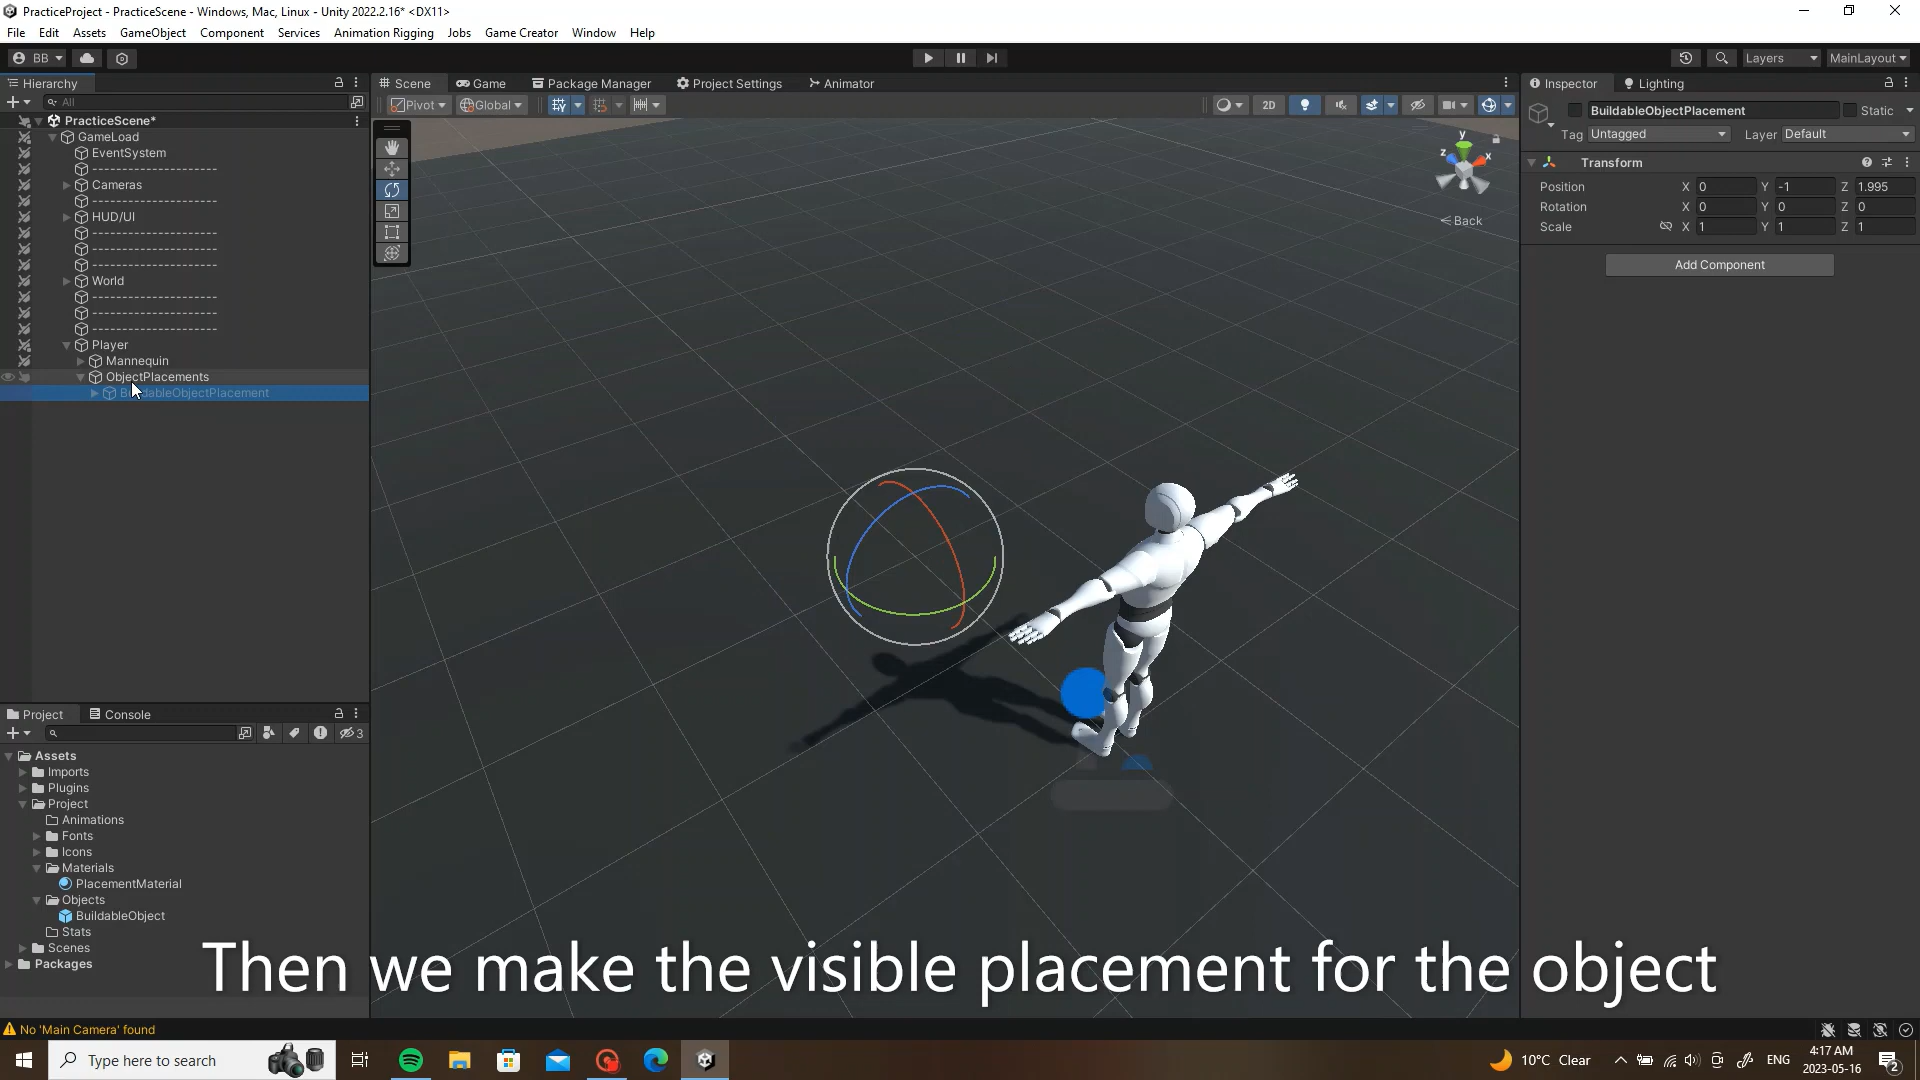 PracticeProject - PracticeScene - Windows, Mac, Linux - Unity 2022.2.16* <DX11>
File Edit Assets GameObject Component Services Animation Rigging Jobs Game Creator Window Help
BB Layers MainLayout
Hierarchy Scene Game Package Manager Project Settings Animator Inspector Lighting
All Pivot Global 2D BuildableObjectPlacement Static
Tag Untagged Layer Default
PracticeScene*
GameLoad
EventSystem
---------------------
Cameras
---------------------
HUD/UI
---------------------
---------------------
---------------------
World
---------------------
---------------------
---------------------
Player
Mannequin
ObjectPlacements
y
z
x
Back
Transform
Position X 0 Y -1 Z 1.995
Rotation X 0 Y 0 Z 0
Scale X 1 Y 1 Z 1
Add Component
Project Console
3
Assets
Imports
Plugins
Project
Animations
Fonts
Icons
Materials
PlacementMaterial
Objects
BuildableObject
Stats
Scenes
Packages
Then we make the visible placement for the object
No 'Main Camera' found
Type here to search 10°C Clear ENG 4:17 AM
2023-05-16 2